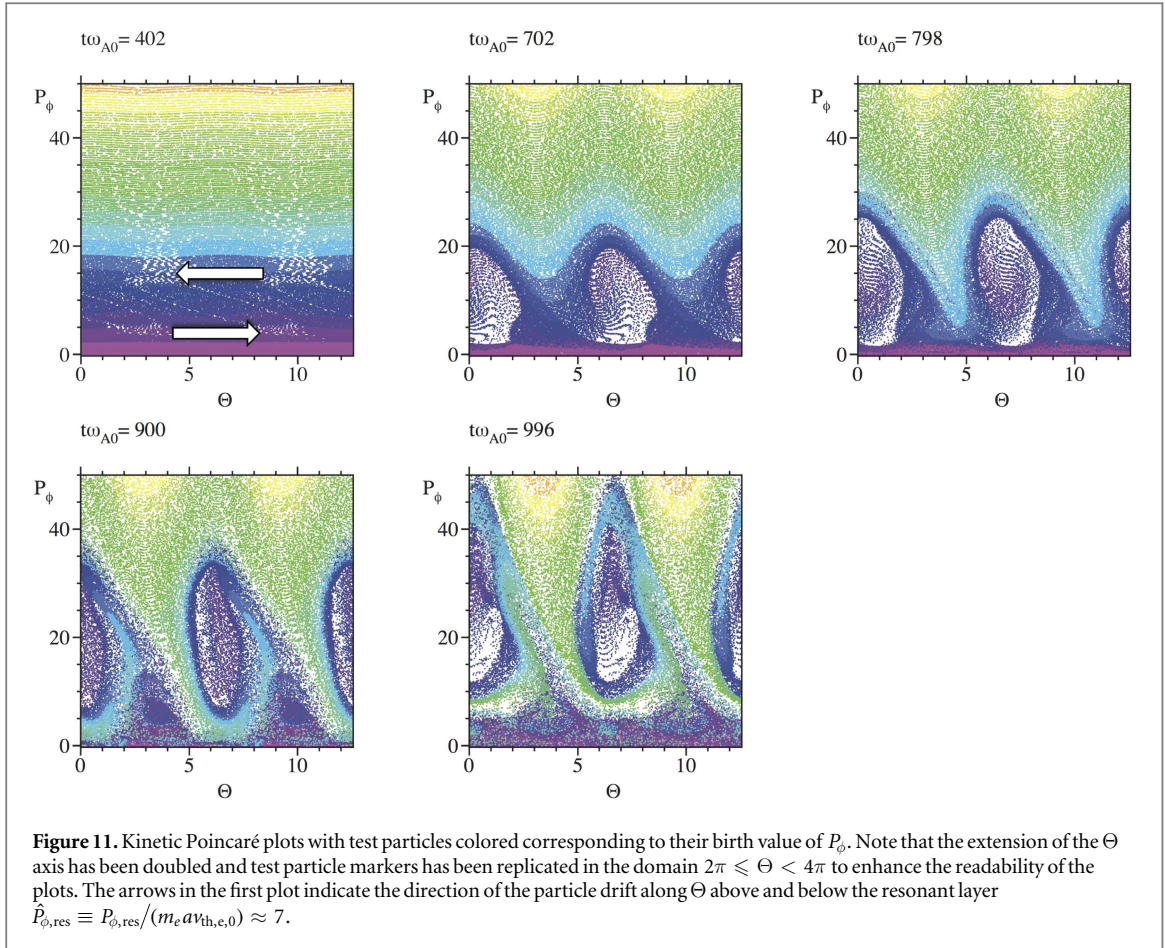 tω_A0 = 402
tω_A0 = 702
tω_A0 = 798
P_ϕ
P_ϕ
P_ϕ
40
40
40
20
20
20
0
0
0
0 5 10
0 5 10
0 5 10
Θ
Θ
Θ
tω_A0 = 900
tω_A0 = 996
P_ϕ
P_ϕ
40
40
20
20
0
0
0 5 10
0 5 10
Θ
Θ
Figure 11. Kinetic Poincaré plots with test particles colored corresponding to their birth value of P_ϕ. Note that the extension of the Θ
axis has been doubled and test particle markers has been replicated in the domain 2π ⩽ Θ < 4π to enhance the readability of the
plots. The arrows in the first plot indicate the direction of the particle drift along Θ above and below the resonant layer
P̂_ϕ,res ≡ P_ϕ,res/(m_e av_th,e,0) ≈ 7.